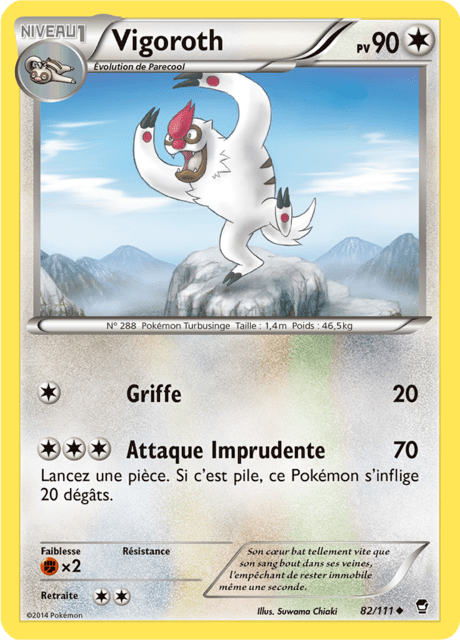 NIVEAU 1
Vigoroth
PV 90
Évolution de Parecool
N° 288 Pokémon Turbusinge Taille : 1,4m Poids : 46,5kg
Griffe 20
Attaque Imprudente 70
Lancez une pièce. Si c'est pile, ce Pokémon s'inflige
20 dégâts.
Faiblesse Résistance
×2
Retraite
Son cœur bat tellement vite que
son sang bout dans ses veines,
l'empêchant de rester immobile
même une seconde.
©2014 Pokémon
Illus. Suwama Chiaki
82/111